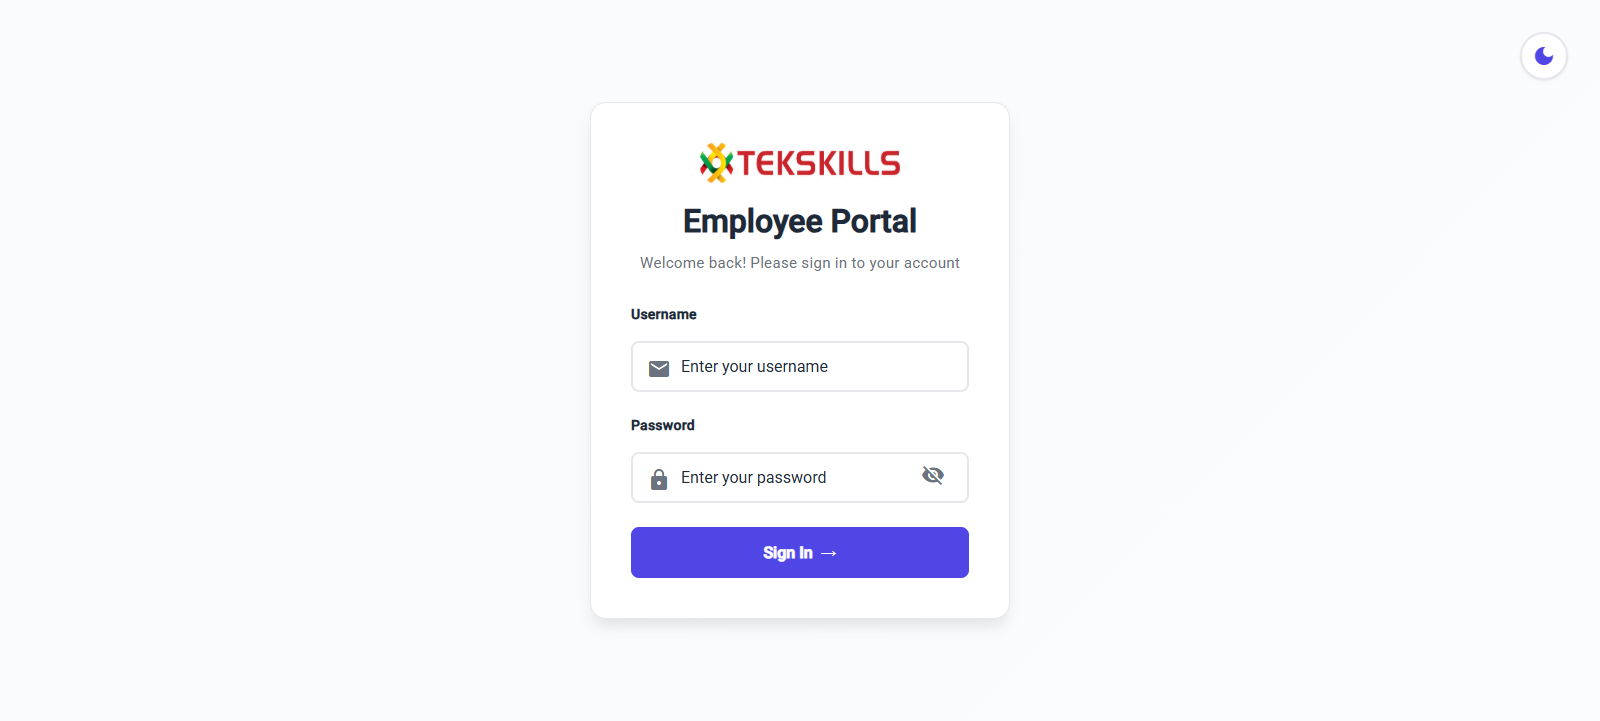 TEKSKILLS
Employee Portal
Welcome back! Please sign in to your account
Username
Enter your username
Password
Enter your password
Sign In →